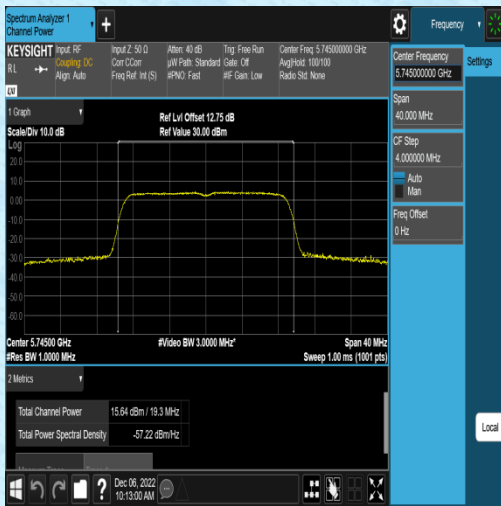 Spectrum Analyzer 1
Channel Power
+
Frequency
KEYSIGHT
Input: RF
Input Z: 50 Ω
Atten: 40 dB
Trig: Free Run
Center Freq: 5.745000000 GHz
RL
Coupling: DC
Corr CCorr
µW Path: Standard
Gate: Off
Avg|Hold: 100/100
Align: Auto
Freq Ref: Int (S)
#PNO: Fast
#IF Gain: Low
Radio Std: None
LXI
Center Frequency
5.745000000 GHz
Settings
Span
40.000 MHz
CF Step
4.000000 MHz
Auto
Man
Freq Offset
0 Hz
1 Graph
Ref Lvl Offset 12.75 dB
Scale/Div 10.0 dB
Ref Value 30.00 dBm
Log
20.0
10.0
0.00
-10.0
-20.0
-30.0
-40.0
-50.0
-60.0
Center 5.74500 GHz
#Video BW 3.0000 MHz*
Span 40 MHz
#Res BW 1.0000 MHz
Sweep 1.00 ms (1001 pts)
2 Metrics
Total Channel Power
15.64 dBm / 19.3 MHz
Total Power Spectral Density
-57.22 dBm/Hz
Local
?
Dec 06, 2022
10:13:00 AM